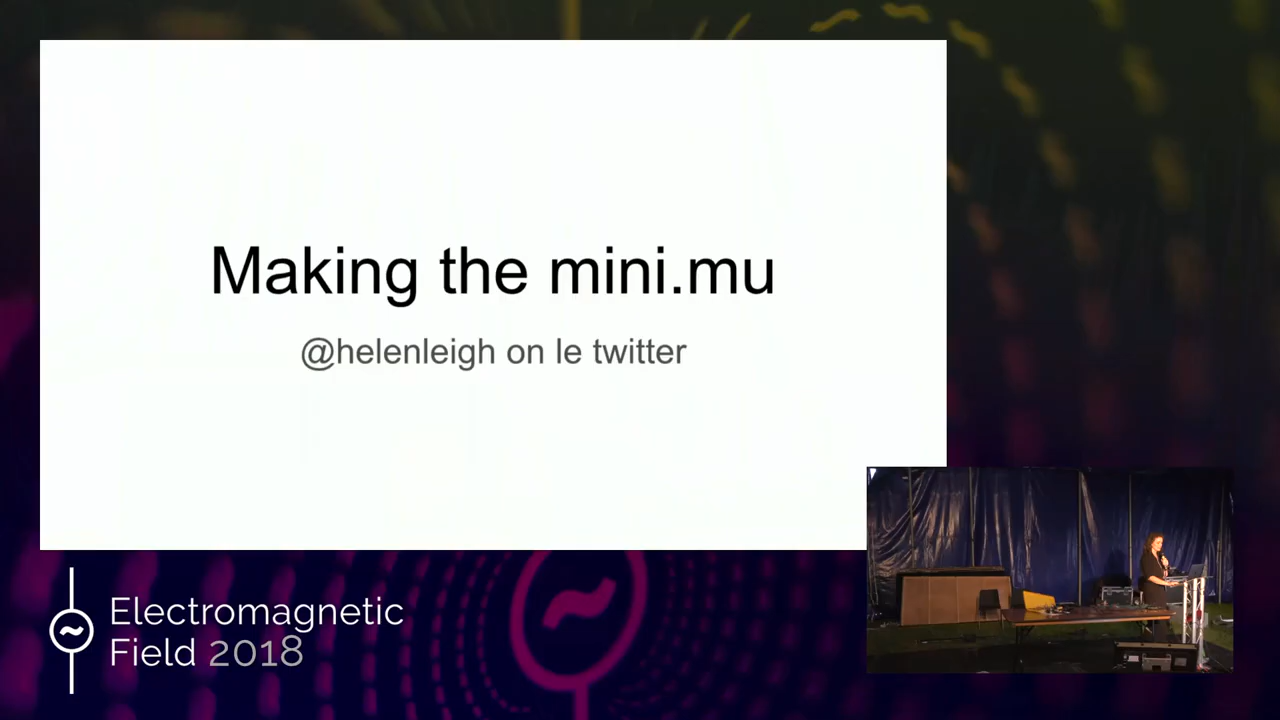 Making the mini.mu
@helenleigh on le twitter
Electromagnetic
Field 2018